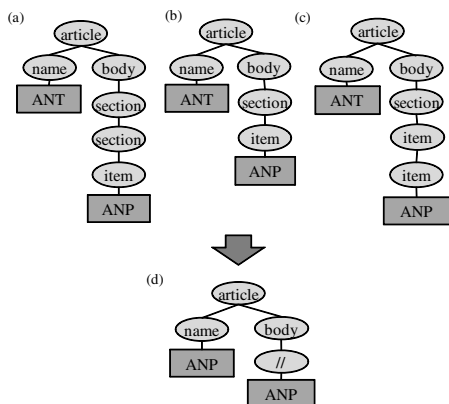 (a)
article
name body
ANT section
section
item
ANP
(b)
article
name body
ANT section
item
ANP
(c)
article
name body
ANT section
item
item
ANP
(d)
article
name body
ANP //
ANP